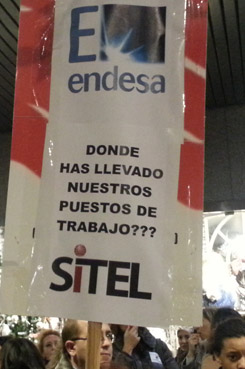 endesa
DONDE
HAS LLEVADO
NUESTROS
PUESTOS DE
TRABAJO???
SiTEL